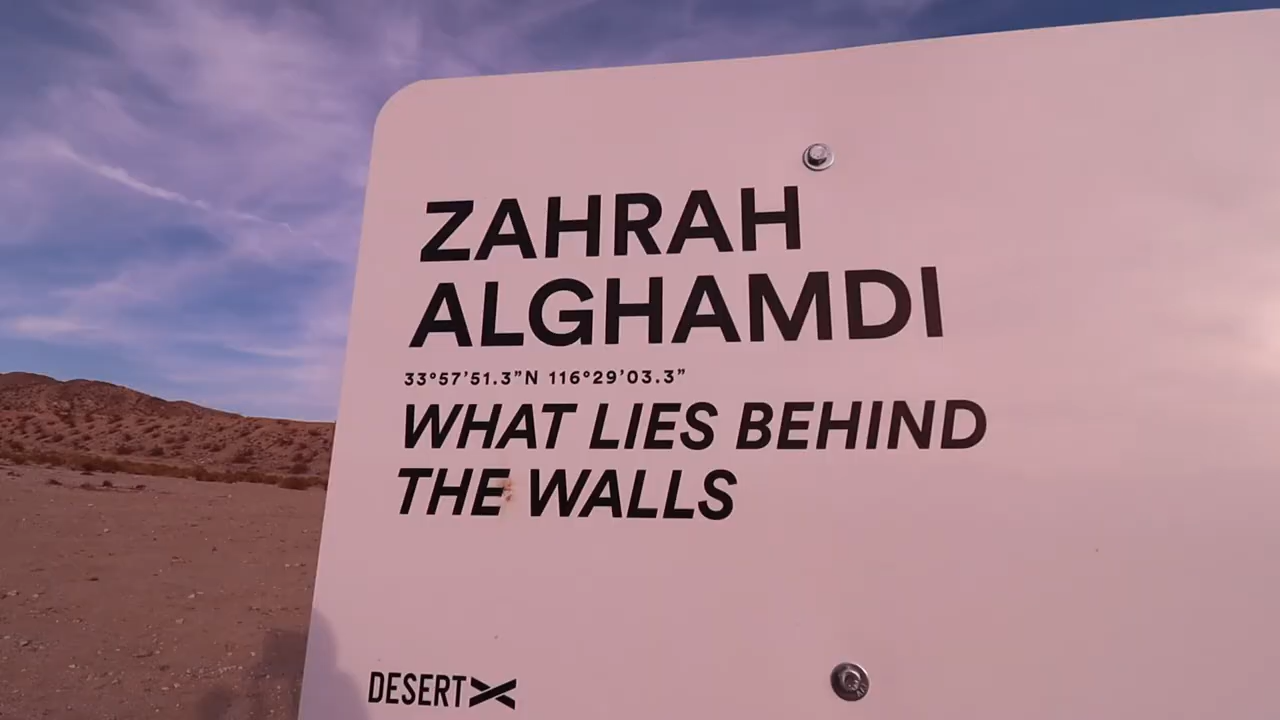 ZAHRAH
ALGHAMDI
33°57’51.3”N 116°29’03.3”
WHAT LIES BEHIND
THE WALLS
DESERT X